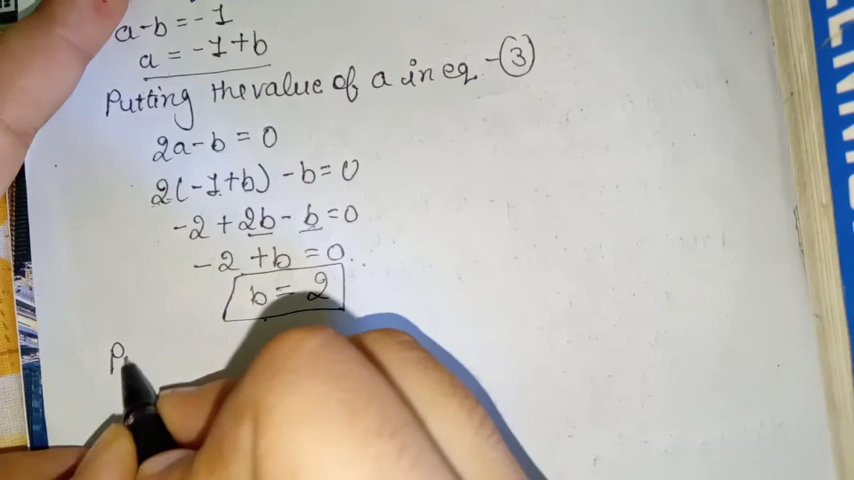 a-b = -1
a = -1+b
Putting the value of a in eq -③
2a-b = 0
2(-1+b) -b = 0
-2 + 2b - b = 0
-2 +b = 0
b = 2
P